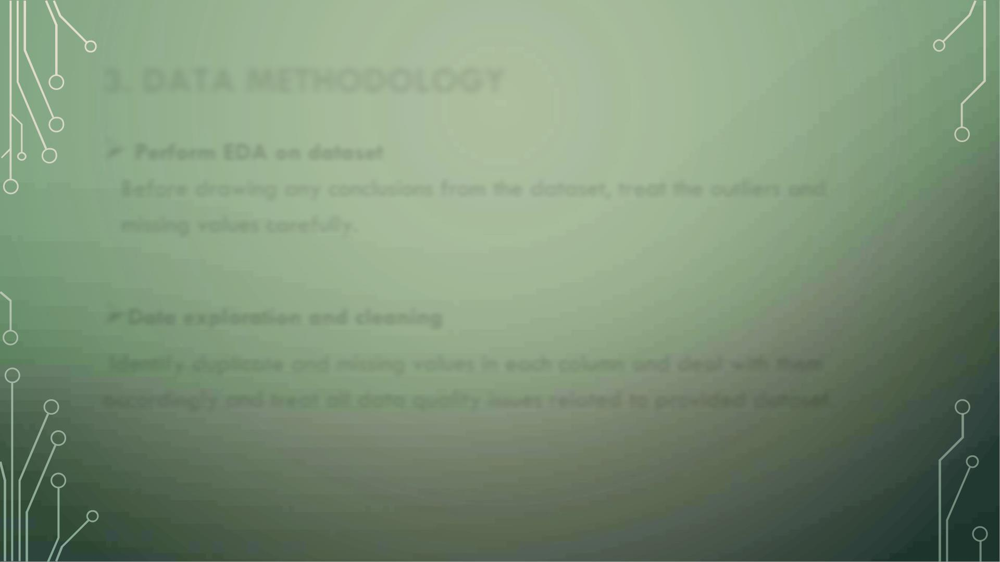 3. DATA METHODOLOGY
➢ Perform EDA on dataset
Before drawing any conclusions from the dataset, treat the outliers and
missing values carefully.
➢Data exploration and cleaning
Identify duplicate and missing values in each column and deal with them
accordingly and treat all data quality issues related to provided dataset.